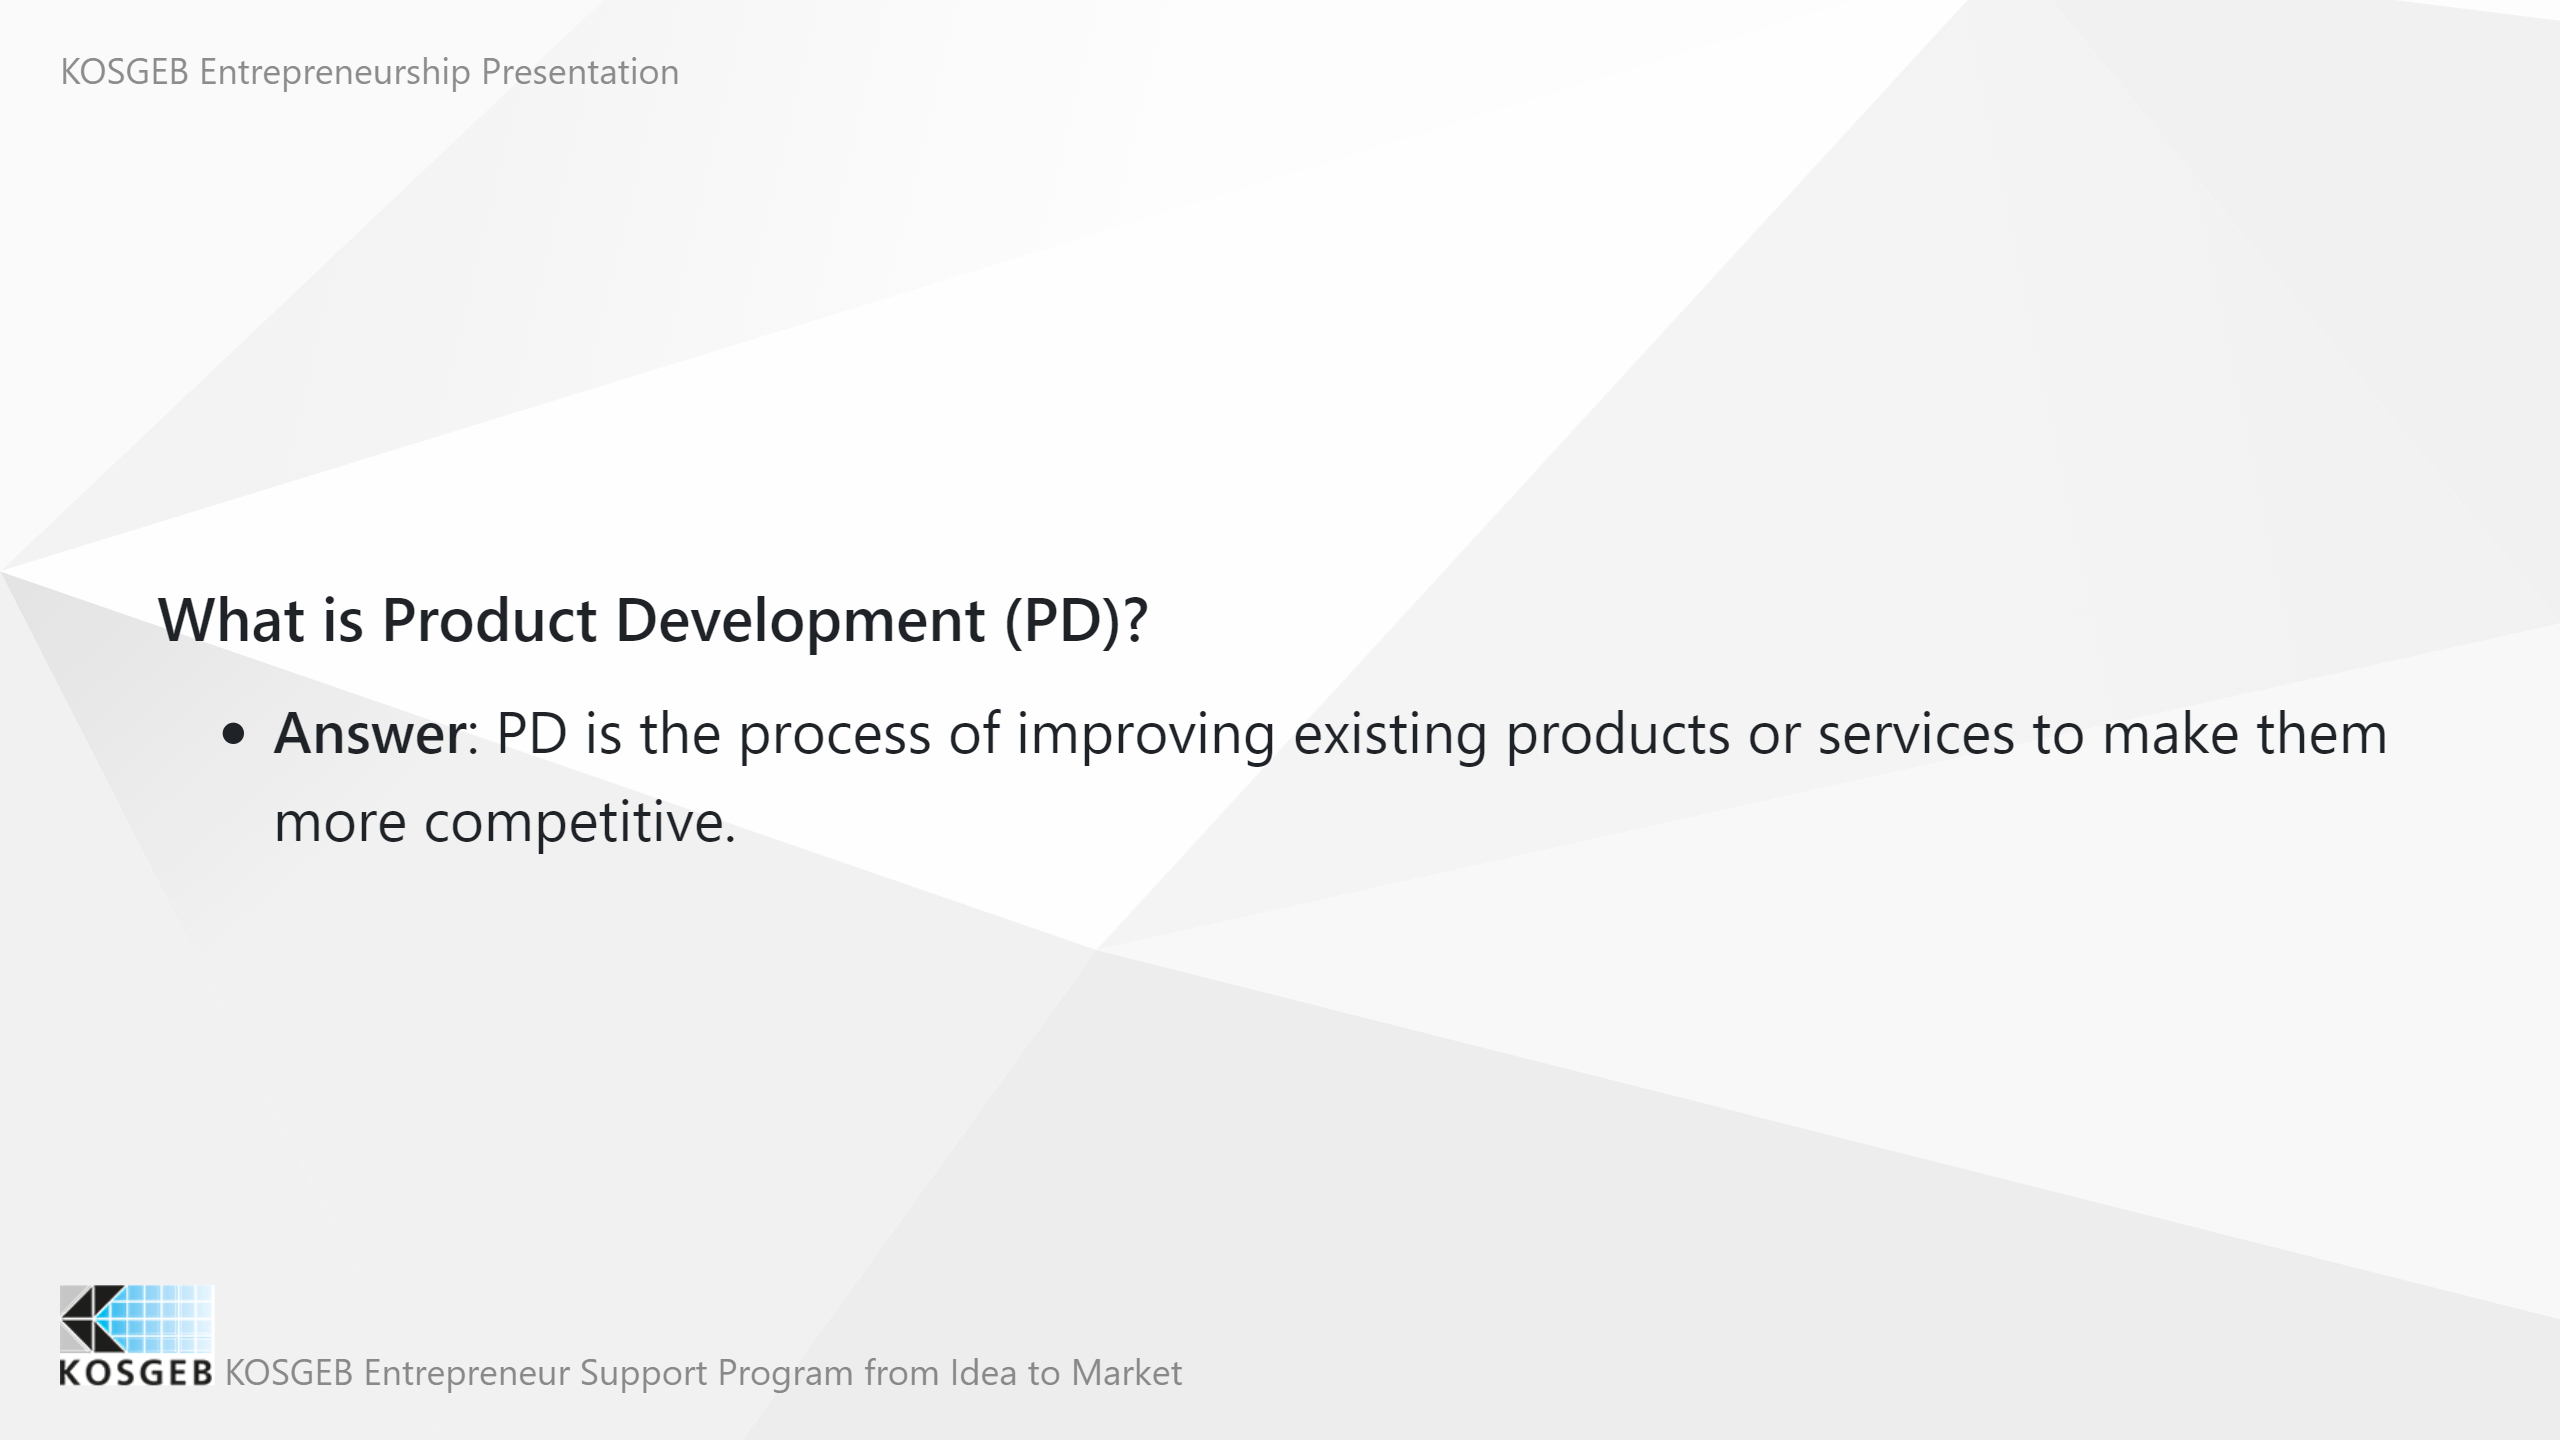 KOSGEB Entrepreneurship Presentation
What is Product Development (PD)?
• Answer: PD is the process of improving existing products or services to make them
more competitive.
KOSGEB
KOSGEB Entrepreneur Support Program from Idea to Market